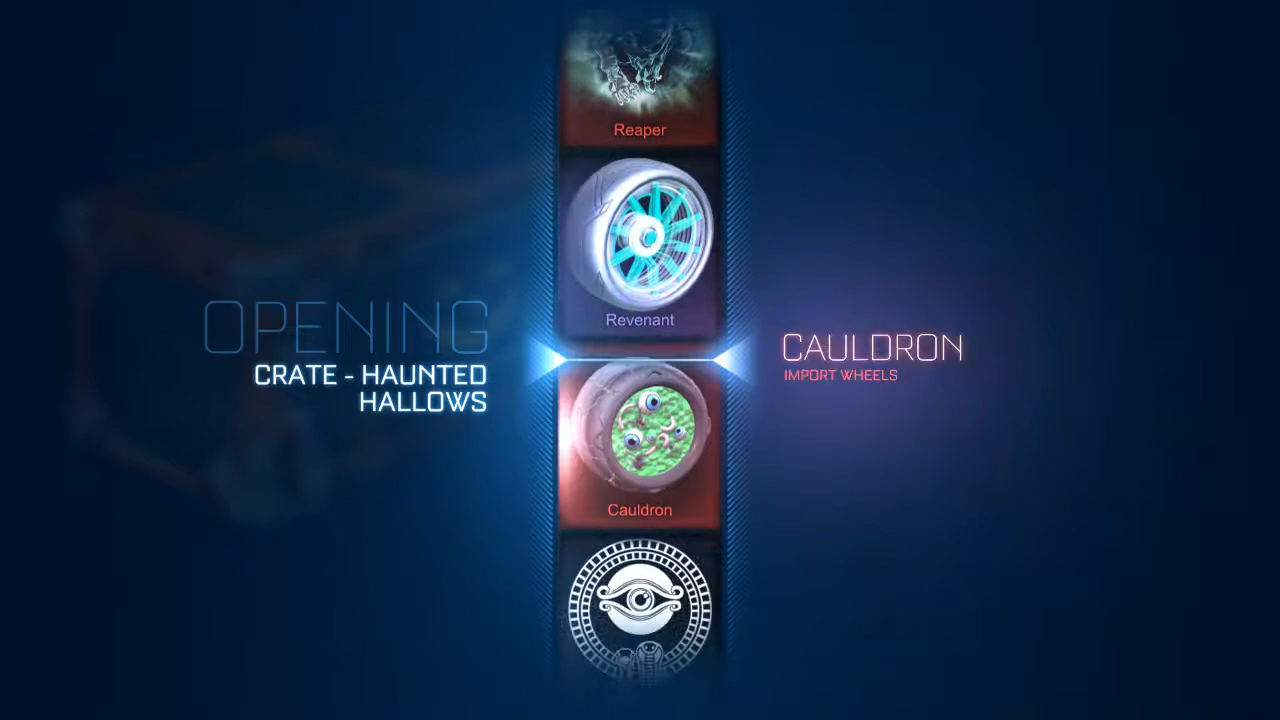 Reaper
Revenant
OPENING
CRATE - HAUNTED
HALLOWS
CAULDRON
IMPORT WHEELS
Cauldron